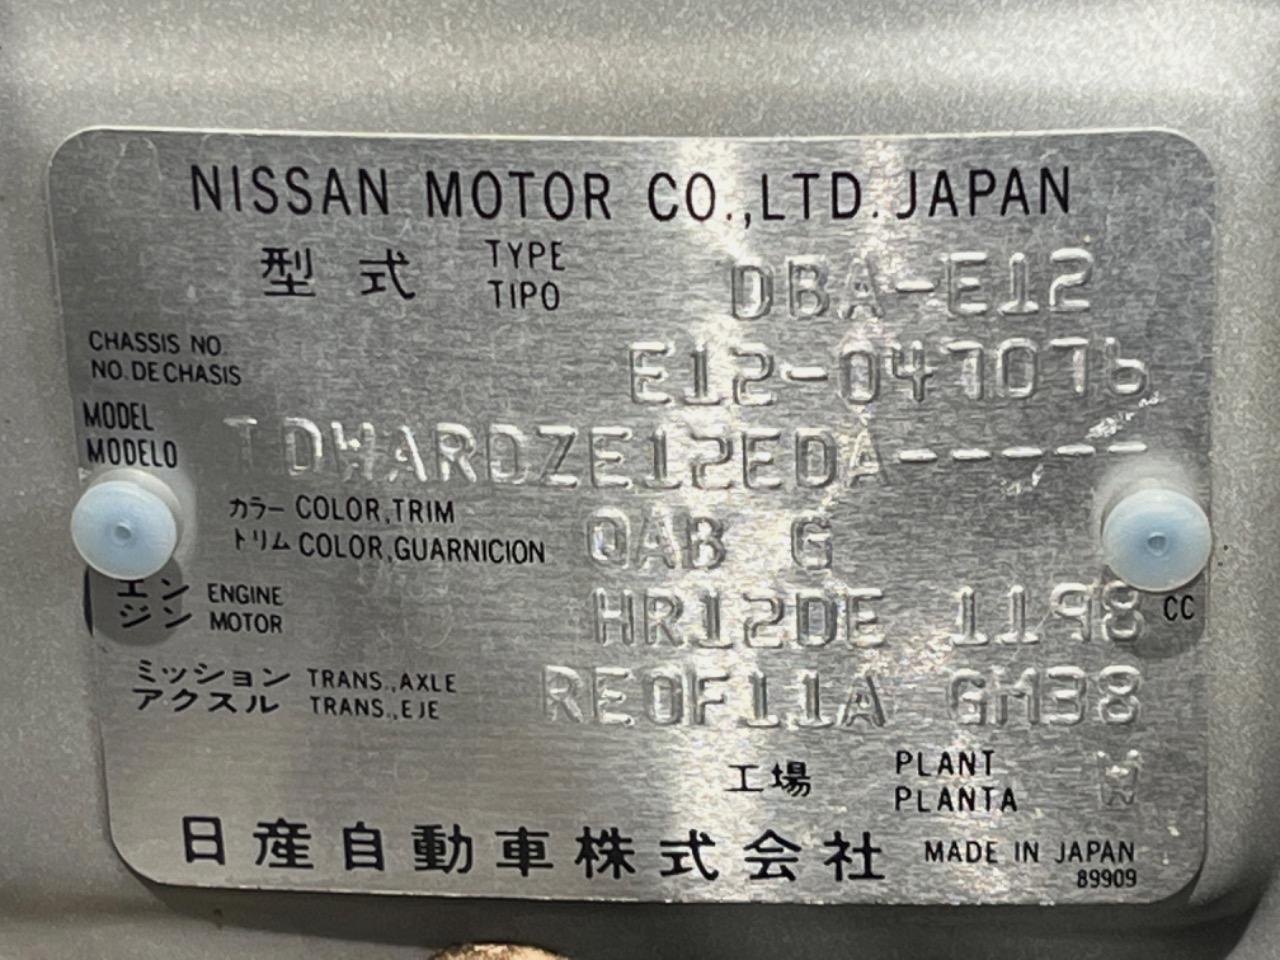 NISSAN MOTOR CO.,LTD.JAPAN
型式 TYPE DBA-E12
TIPO
CHASSIS NO. E12-047076
NO.DE CHASIS
MODEL TDWARDZE12EDA-----
MODELO
カラー COLOR,TRIM QAB G
トリム COLOR,GUARNICION
エン ENGINE HR12DE 1198 CC
ジン MOTOR
ミッション TRANS.,AXLE RE0F11A GM38
アクスル TRANS.,EJE
工場 PLANT W
PLANTA
日産自動車株式会社 MADE IN JAPAN
89909